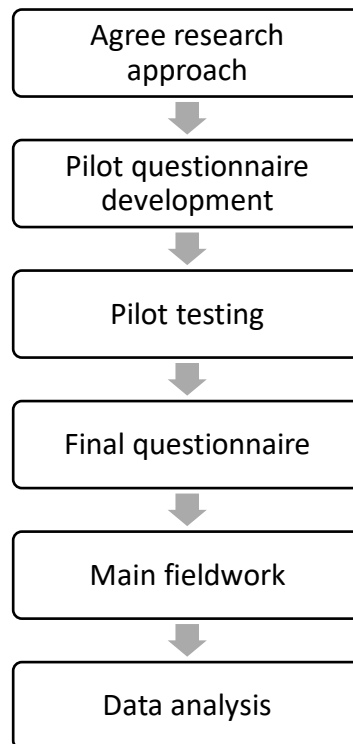 Agree research
approach
Pilot questionnaire
development
Pilot testing
Final questionnaire
Main fieldwork
Data analysis